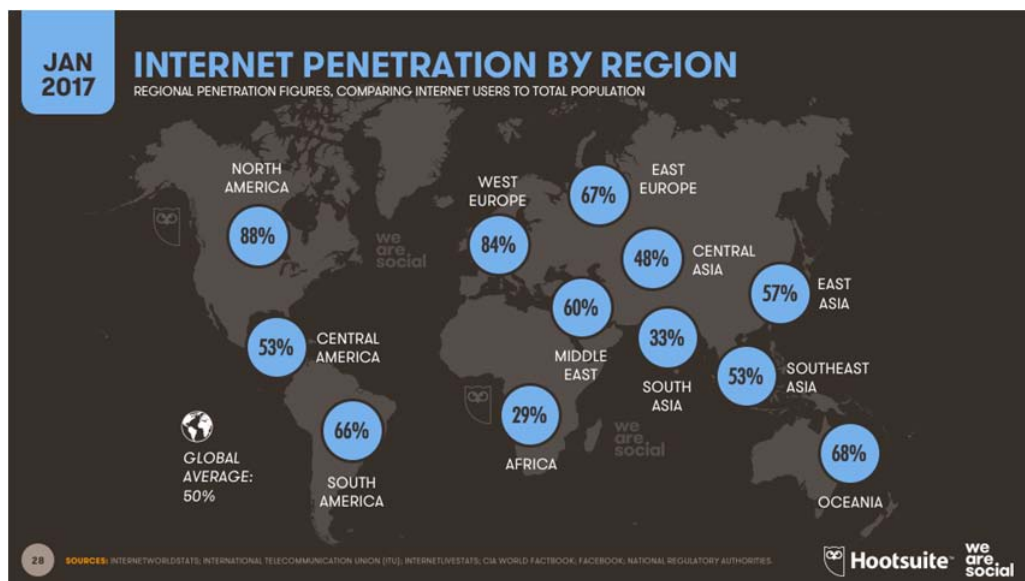 JAN
2017
INTERNET PENETRATION BY REGION
REGIONAL PENETRATION FIGURES, COMPARING INTERNET USERS TO TOTAL POPULATION
NORTH
AMERICA
88%
WEST
EUROPE
84%
EAST
EUROPE
67%
CENTRAL
ASIA
48%
EAST
ASIA
57%
MIDDLE
EAST
60%
SOUTH
ASIA
33%
SOUTHEAST
ASIA
53%
CENTRAL
AMERICA
53%
SOUTH
AMERICA
66%
AFRICA
29%
OCEANIA
68%
we
are
social
we
are
social
GLOBAL
AVERAGE:
50%
28
SOURCES: INTERNETWORLDSTATS; INTERNATIONAL TELECOMMUNICATION UNION (ITU); INTERNETLIVESTATS; CIA WORLD FACTBOOK; FACEBOOK; NATIONAL REGULATORY AUTHORITIES.
Hootsuite™
we
are
social